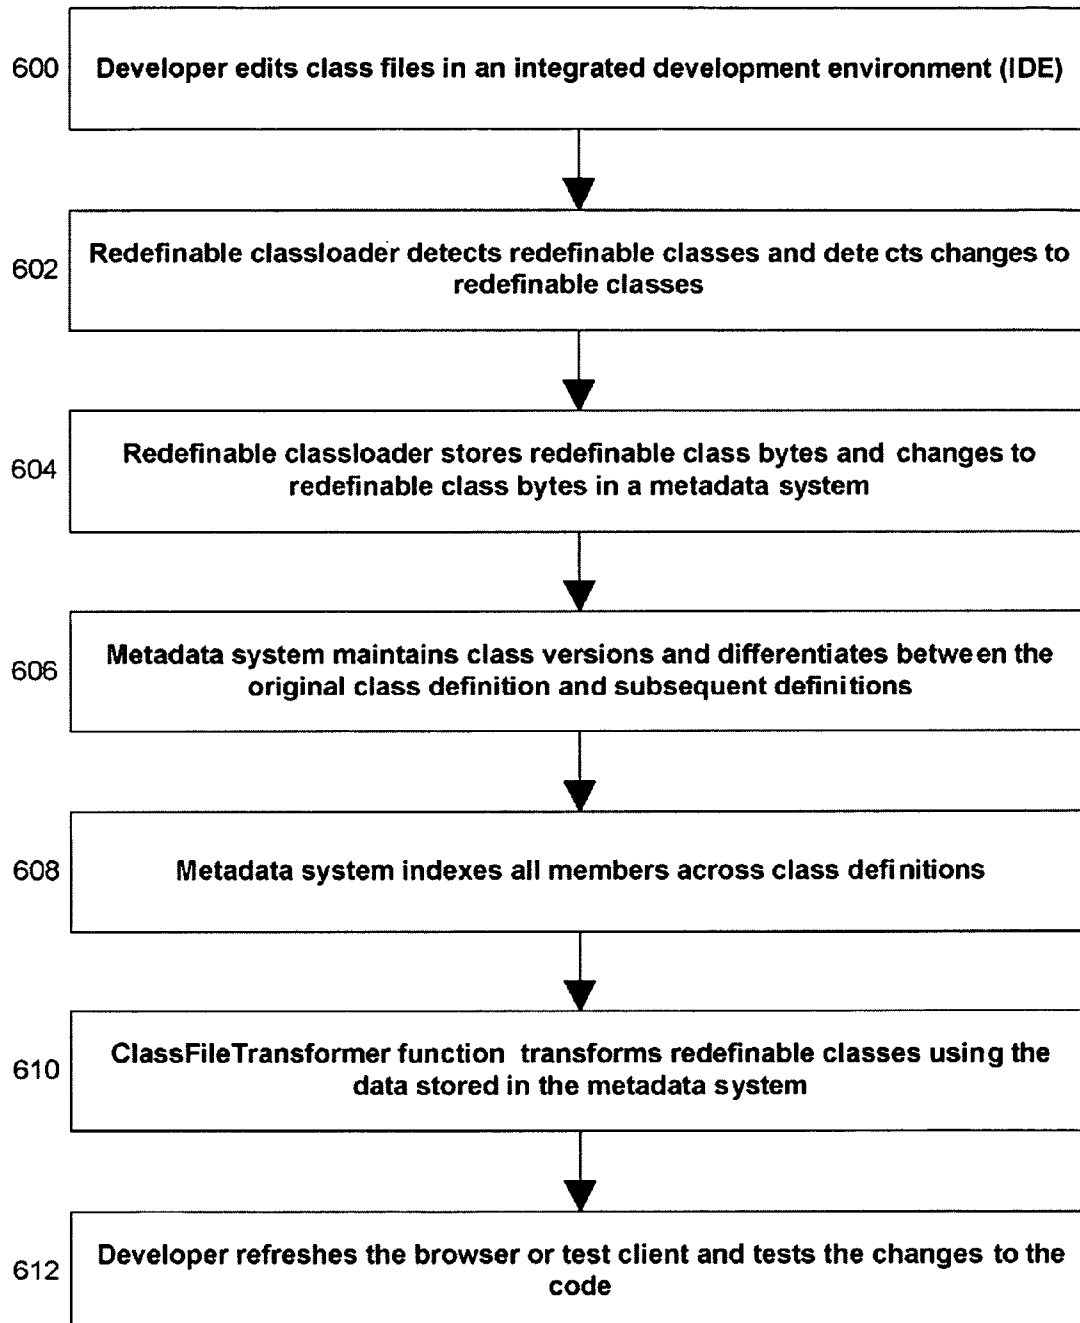 600
Developer edits class files in an integrated development environment (IDE)
602
Redefinable classloader detects redefinable classes and dete cts changes to
redefinable classes
604
Redefinable classloader stores redefinable class bytes and changes to
redefinable class bytes in a metadata system
606
Metadata system maintains class versions and differentiates between the
original class definition and subsequent definitions
608
Metadata system indexes all members across class definitions
610
ClassFileTransformer function transforms redefinable classes using the
data stored in the metadata system
612
Developer refreshes the browser or test client and tests the changes to the
code